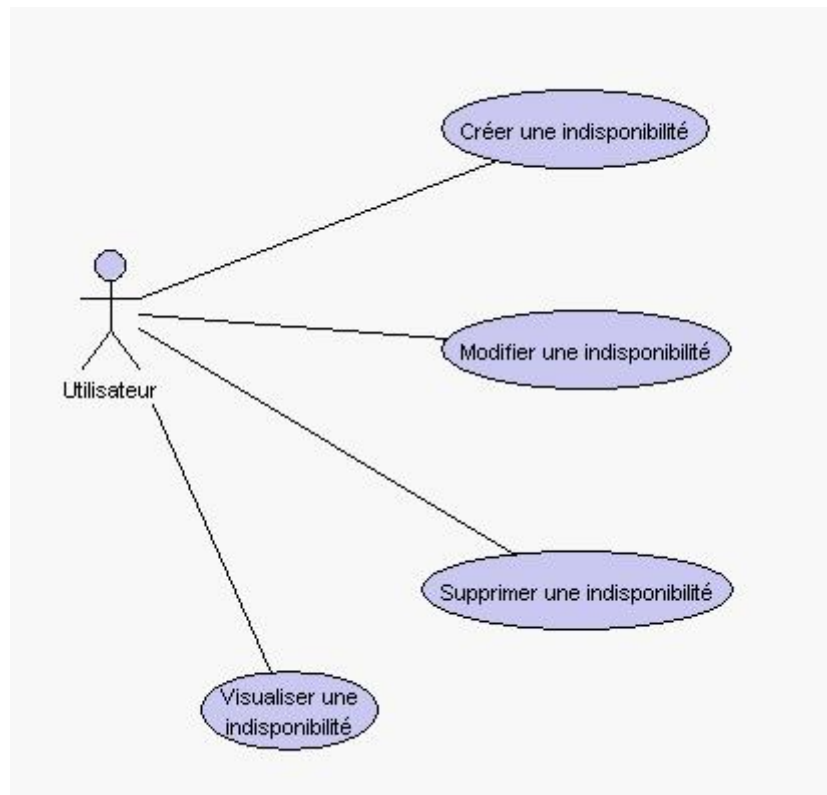 Créer une indisponibilité
Modifier une indisponibilité
Utilisateur
Supprimer une indisponibilité
Visualiser une
indisponibilité